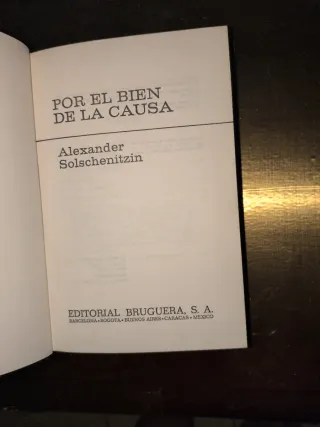 POR EL BIEN
DE LA CAUSA
Alexander
Solschenitzin
EDITORIAL BRUGUERA, S. A.
BARCELONA • BOGOTA • BUENOS AIRES • CARACAS • MEXICO